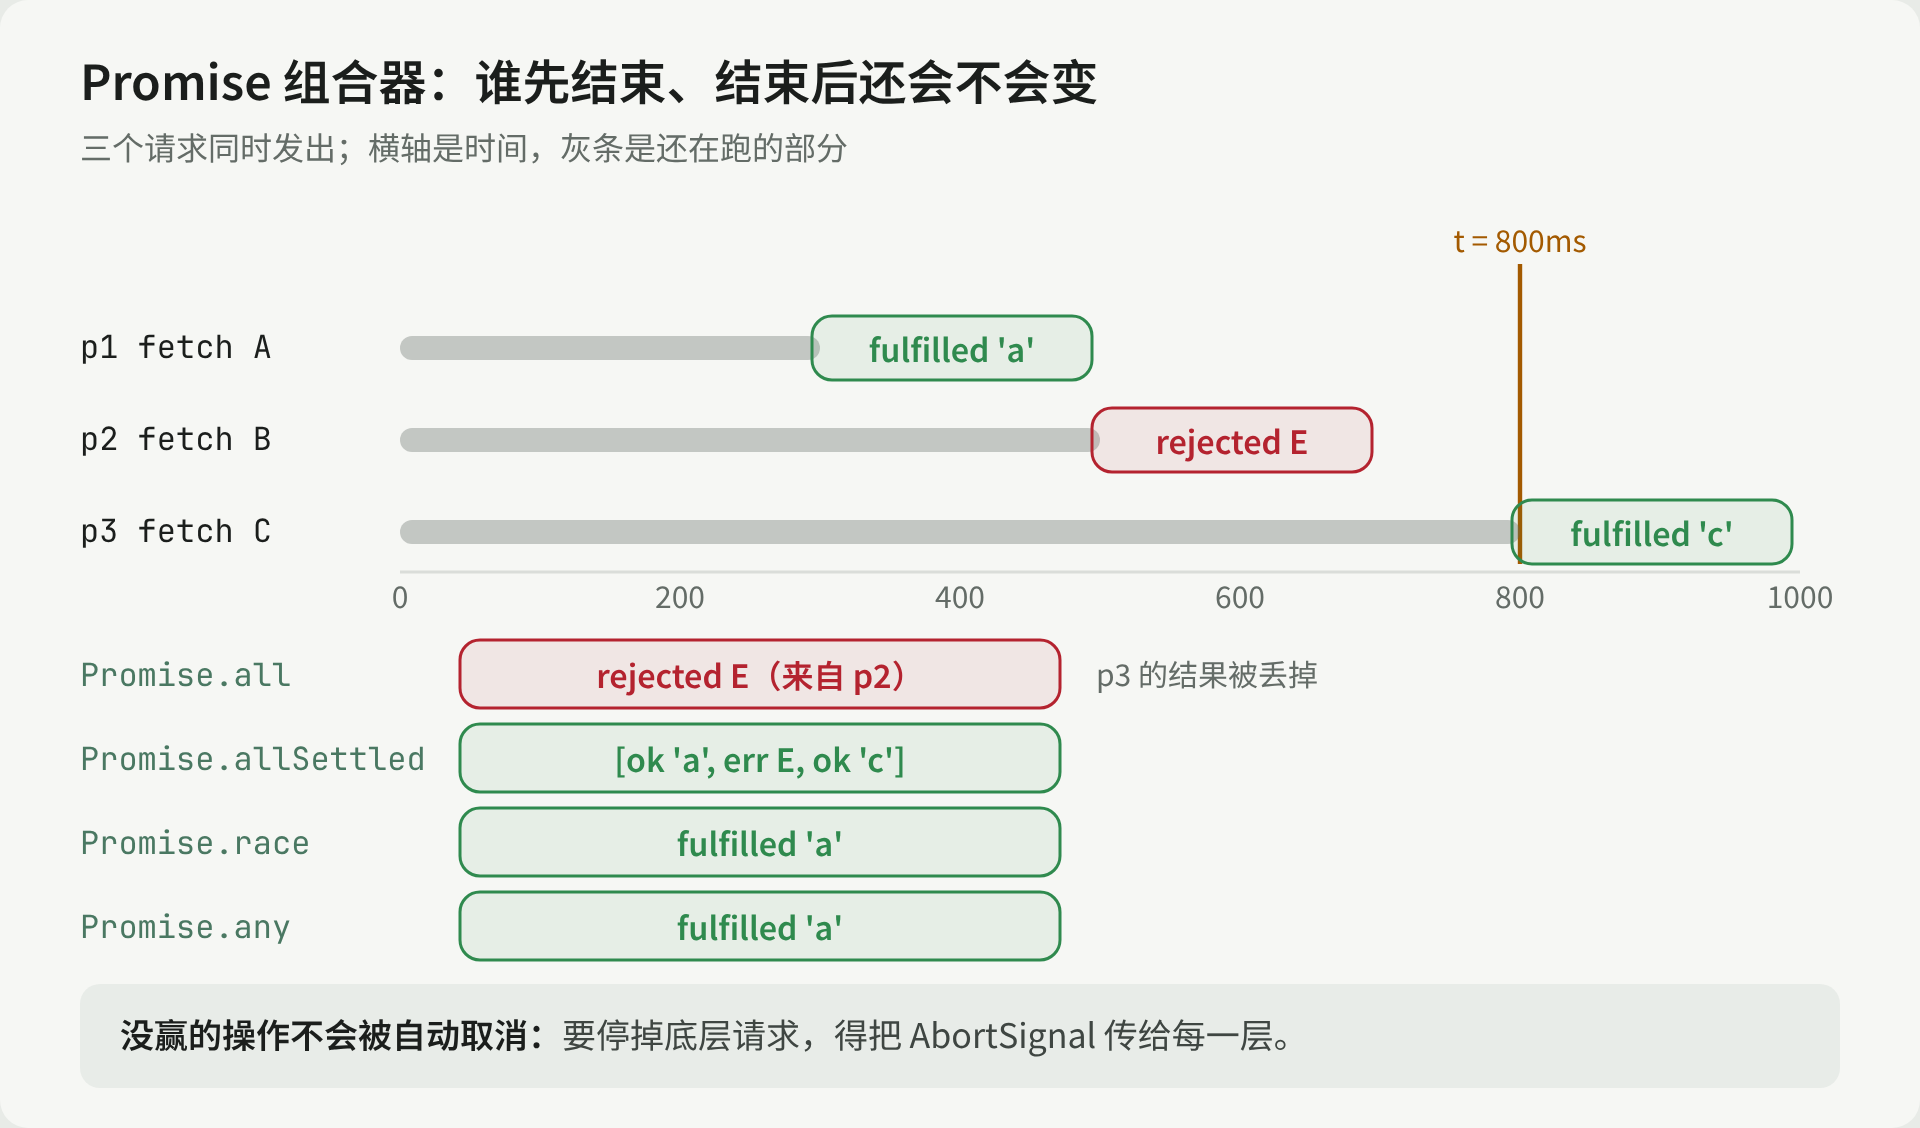 Promise 组合器：谁先结束、结束后还会不会变
三个请求同时发出；横轴是时间，灰条是还在跑的部分
t = 800ms
p1 fetch A
fulfilled 'a'
p2 fetch B
rejected E
p3 fetch C
fulfilled 'c'
0 200 400 600 800 1000
Promise.all
rejected E（来自 p2）
p3 的结果被丢掉
Promise.allSettled
[ok 'a', err E, ok 'c']
Promise.race
fulfilled 'a'
Promise.any
fulfilled 'a'
没赢的操作不会被自动取消：要停掉底层请求，得把 AbortSignal 传给每一层。